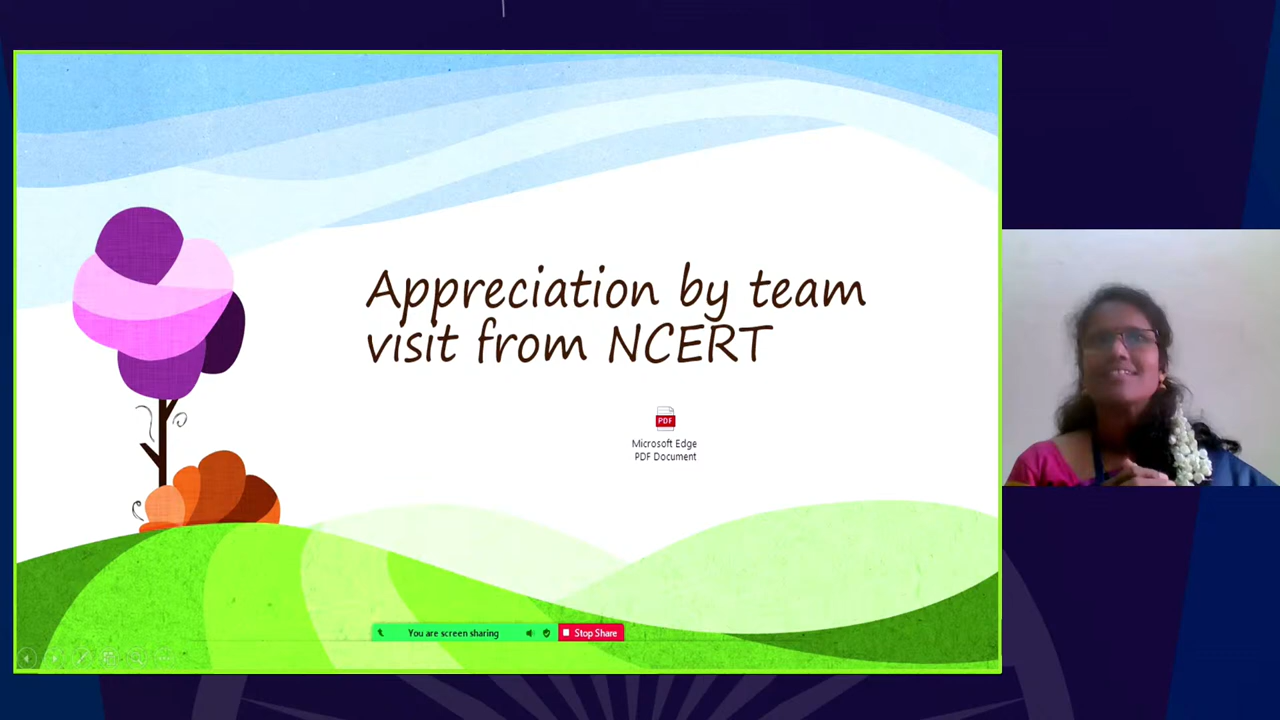 Appreciation by team
visit from NCERT
PDF
Microsoft Edge
PDF Document
You are screen sharing
Stop Share